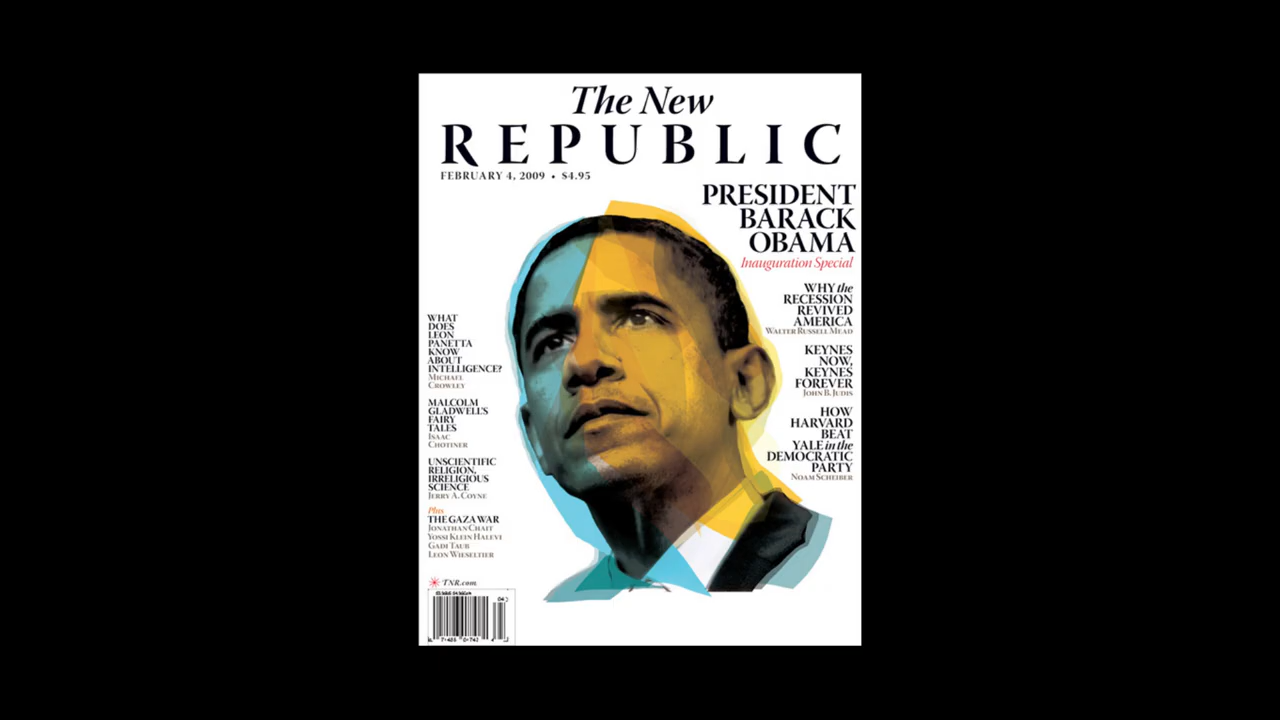 The New
REPUBLIC
FEBRUARY 4, 2009 • $4.95
PRESIDENT
BARACK
OBAMA
Inauguration Special
WHY the
RECESSION
REVIVED
AMERICA
WALTER RUSSELL MEAD
KEYNES
NOW,
KEYNES
FOREVER
JOHN B. JUDIS
HOW
HARVARD
BEAT
YALE in the
DEMOCRATIC
PARTY
NOAM SCHEIBER
WHAT
DOES
LEON
PANETTA
KNOW
ABOUT
INTELLIGENCE?
MICHAEL
CROWLEY
MALCOLM
GLADWELL'S
FAIRY
TALES
ISAAC
CHOTINER
UNSCIENTIFIC
RELIGION,
IRRELIGIOUS
SCIENCE
JERRY A. COYNE
Plus
THE GAZA WAR
JONATHAN CHAIT
YOSSI KLEIN HALEVI
GADI TAUB
LEON WIESELTIER
TNR.com